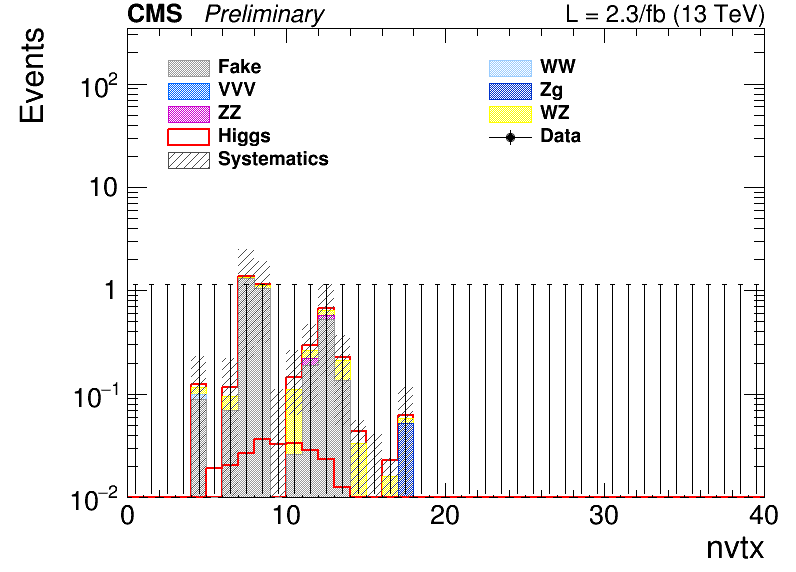 CMS Preliminary L = 2.3/fb (13 TeV)
Events
Fake
VVV
ZZ
Higgs
Systematics
WW
Zg
WZ
Data
10²
10
1
10⁻¹
10⁻²
0 10 20 30 40
nvtx